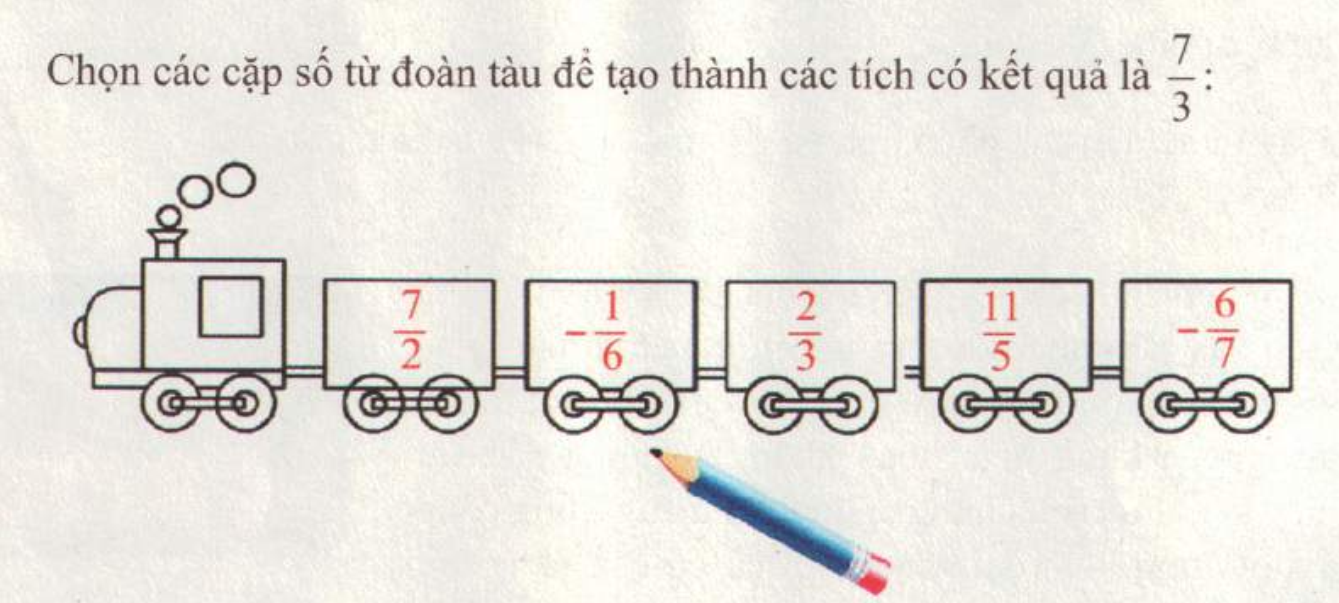 Chọn các cặp số từ đoàn tàu để tạo thành các tích có kết quả là 7/3:
7/2 -1/6 2/3 11/5 -6/7